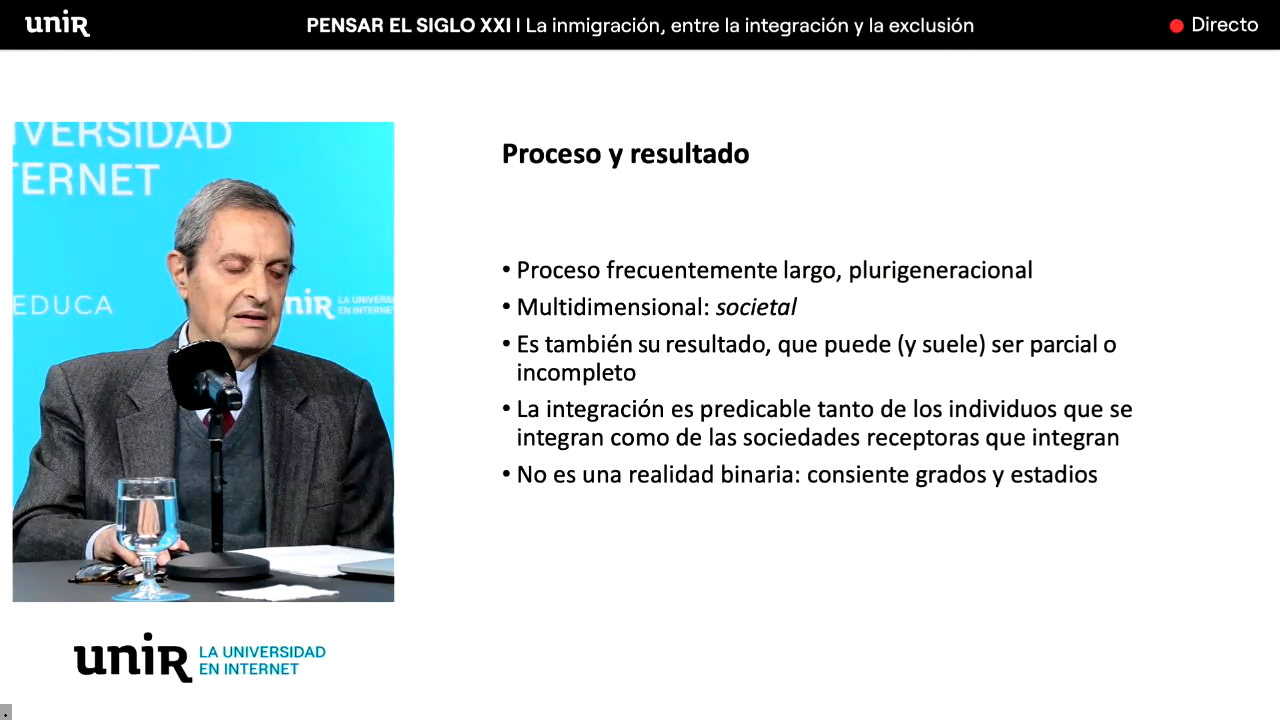 unir
PENSAR EL SIGLO XXI | La inmigración, entre la integración y la exclusión
Directo
IVERSIDAD
TERNET
EDUCA
unir LA UNIVERSI
EN INTERNET
Proceso y resultado
• Proceso frecuentemente largo, plurigeneracional
• Multidimensional: societal
• Es también su resultado, que puede (y suele) ser parcial o
incompleto
• La integración es predicable tanto de los individuos que se
integran como de las sociedades receptoras que integran
• No es una realidad binaria: consiente grados y estadios
unir LA UNIVERSIDAD
EN INTERNET